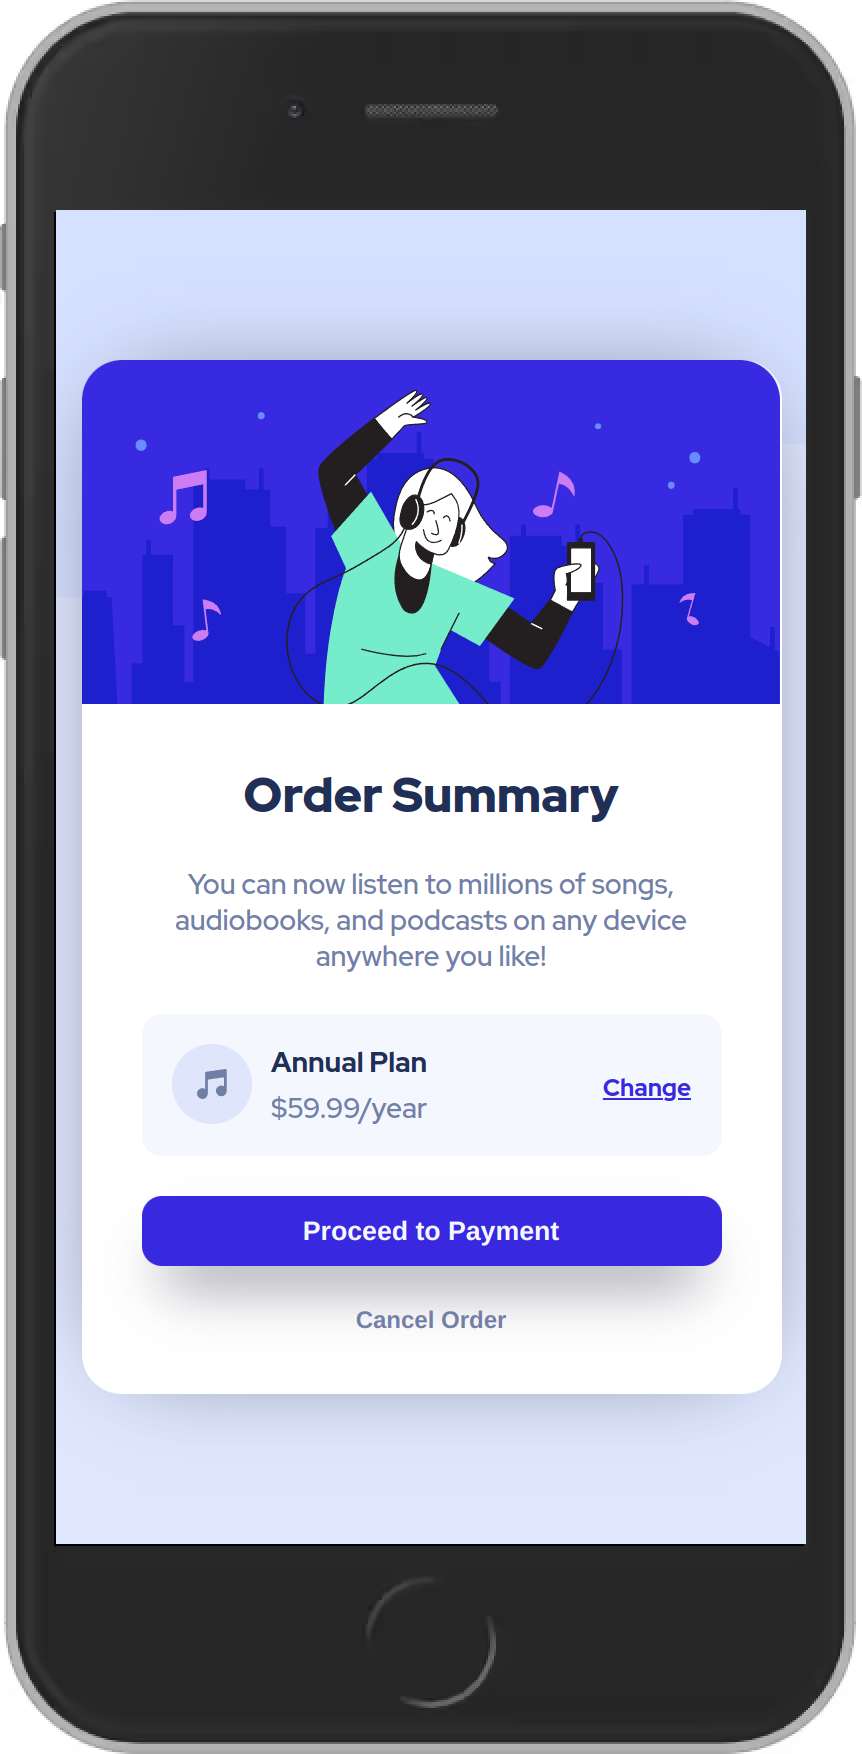 Order Summary
You can now listen to millions of songs,
audiobooks, and podcasts on any device
anywhere you like!
Annual Plan
$59.99/year
Change
Proceed to Payment
Cancel Order